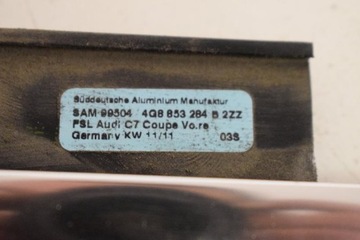 Süddeutsche Aluminium Manufaktur
SAM 99504 4G8 853 284 B 2ZZ
FSL Audi C7 Coupe Vo.re
Germany KW 11/11 03S